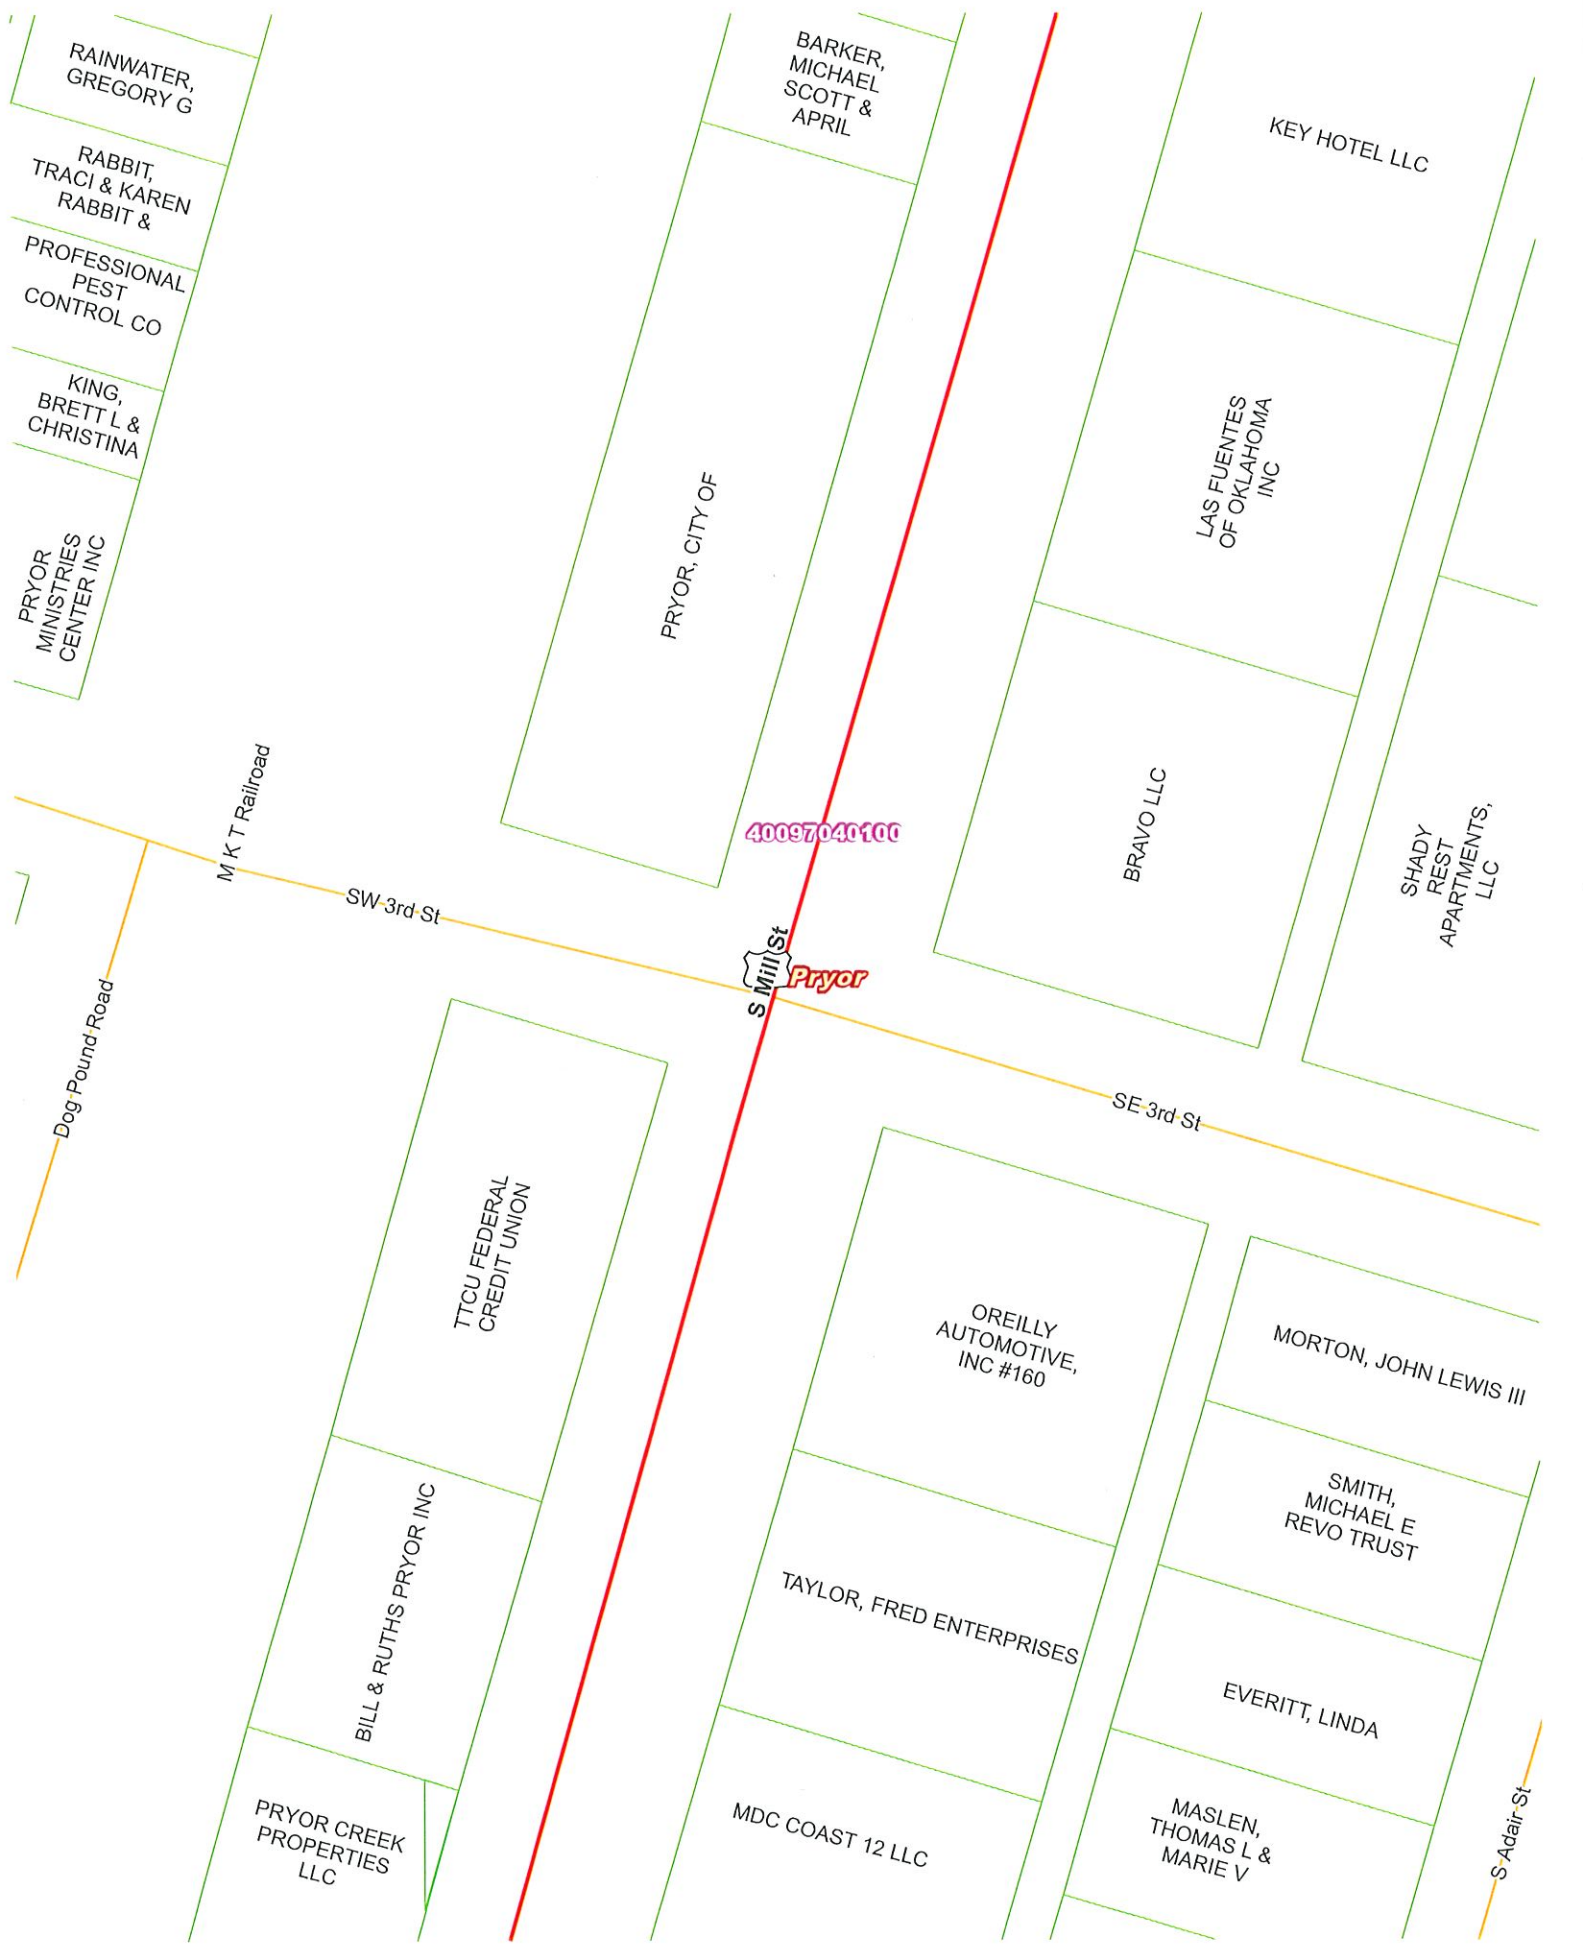 RAINWATER,
GREGORY G
RABBIT,
TRACI & KAREN
RABBIT &
PROFESSIONAL
PEST
CONTROL CO
KING,
BRETT L &
CHRISTINA
PRYOR
MINISTRIES
CENTER INC
BARKER,
MICHAEL
SCOTT &
APRIL
KEY HOTEL LLC
PRYOR, CITY OF
LAS FUENTES
OF OKLAHOMA
INC
BRAVO LLC
SHADY
REST
APARTMENTS,
LLC
40097040100
M K T Railroad
SW 3rd St
S Mill St
Pryor
Dog Pound Road
SE 3rd St
TTCU FEDERAL
CREDIT UNION
OREILLY
AUTOMOTIVE,
INC #160
MORTON, JOHN LEWIS III
SMITH,
MICHAEL E
REVO TRUST
BILL & RUTHS PRYOR INC
TAYLOR, FRED ENTERPRISES
EVERITT, LINDA
PRYOR CREEK
PROPERTIES
LLC
MDC COAST 12 LLC
MASLEN,
THOMAS L &
MARIE V
S Adair St